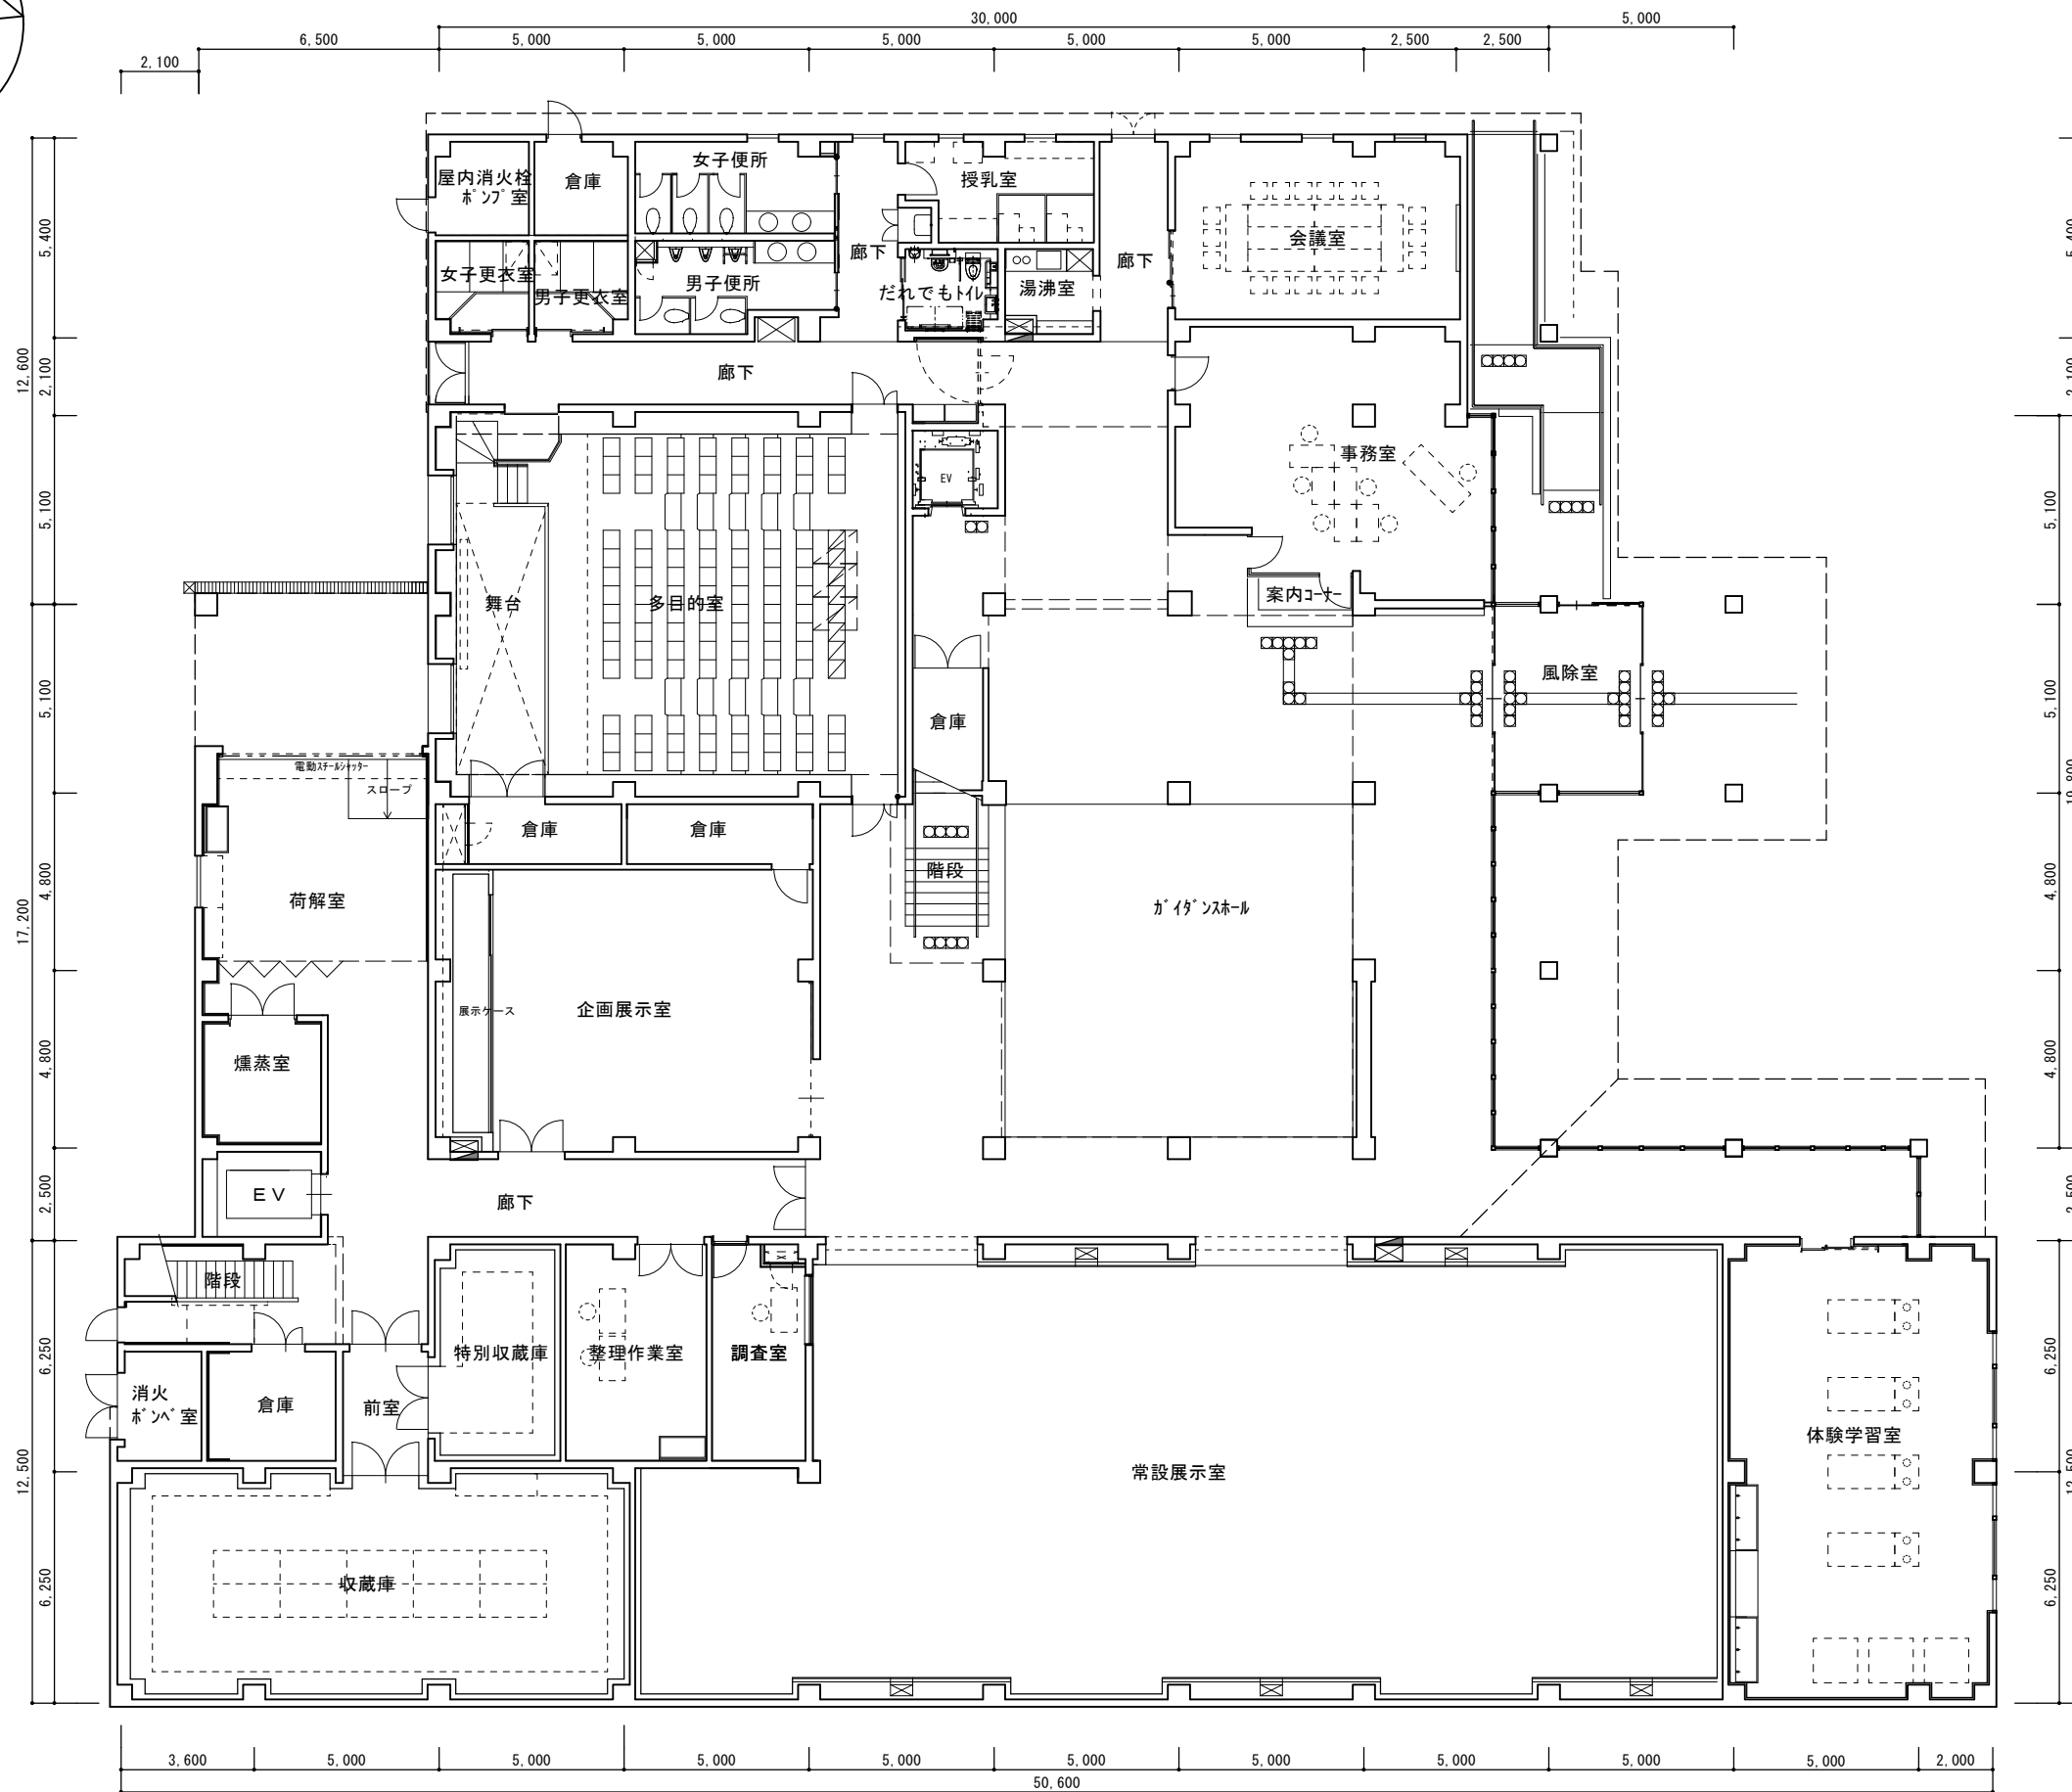 30,000
5,000
6,500
5,000
5,000
5,000
5,000
5,000
2,500
2,500
2,100
女子便所
屋内消火栓
ポンプ室
倉庫
授乳室
5,400
会議室
廊下
廊下
女子更衣室
男子更衣室
男子便所
だれでもトイレ
湯沸室
12,600
2,100
廊下
事務室
EV
5,100
5,100
舞台
多目的室
案内コーナー
風除室
5,100
5,100
倉庫
電動スチールシャッター
スロープ
倉庫
倉庫
階段
4,800
4,800
荷解室
ガイダンスホール
17,200
企画展示室
展示ケース
燻蒸室
4,800
4,800
EV
廊下
2,500
階段
特別収蔵庫
整理作業室
調査室
6,250
6,250
消火
ボンベ室
倉庫
前室
体験学習室
常設展示室
12,500
収蔵庫
6,250
6,250
3,600
5,000
5,000
5,000
5,000
5,000
5,000
5,000
5,000
5,000
2,000
50,600